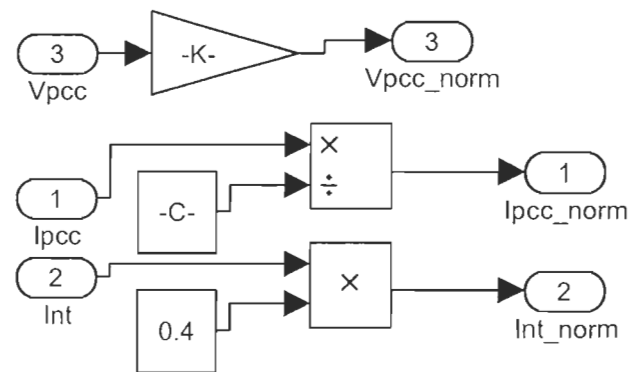 3
-K-
3
Vpcc
Vpcc_norm
×
÷
1
-C-
1
Ipcc
Ipcc_norm
2
×
2
Int
0.4
Int_norm